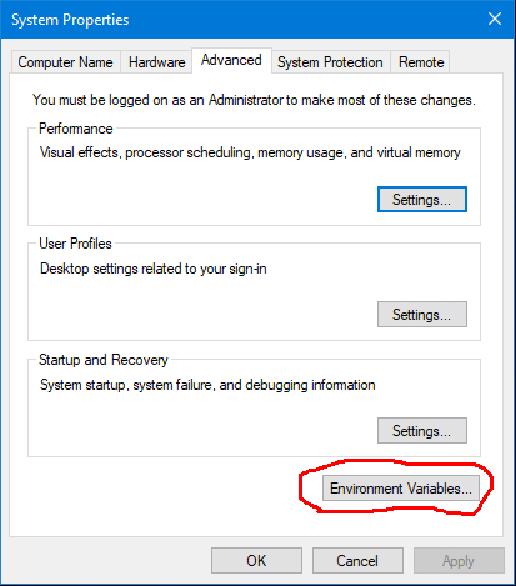 System Properties
Computer Name Hardware Advanced System Protection Remote
You must be logged on as an Administrator to make most of these changes.
Performance
Visual effects, processor scheduling, memory usage, and virtual memory
Settings...
User Profiles
Desktop settings related to your sign-in
Settings...
Startup and Recovery
System startup, system failure, and debugging information
Settings...
Environment Variables...
OK Cancel Apply